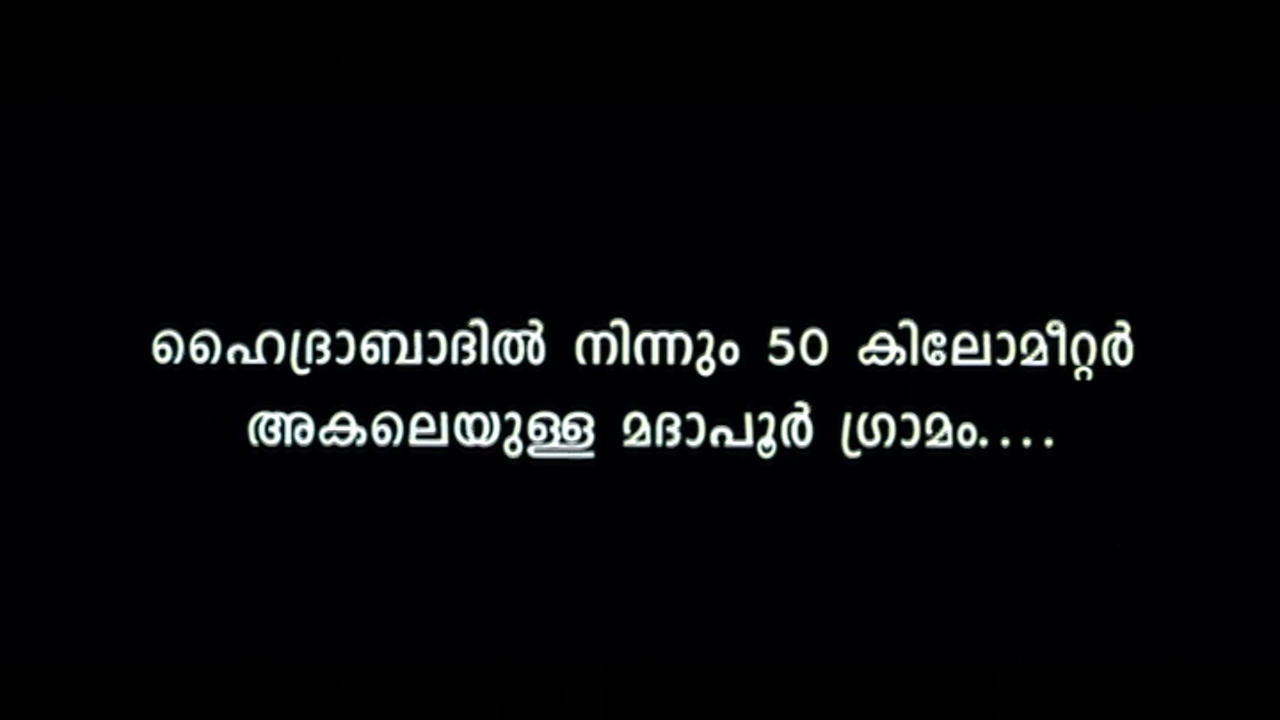 ഹൈദ്രാബാദിൽ നിന്നും 50 കിലോമീറ്റർ
അകലെയുള്ള മദാപൂർ ഗ്രാമം....